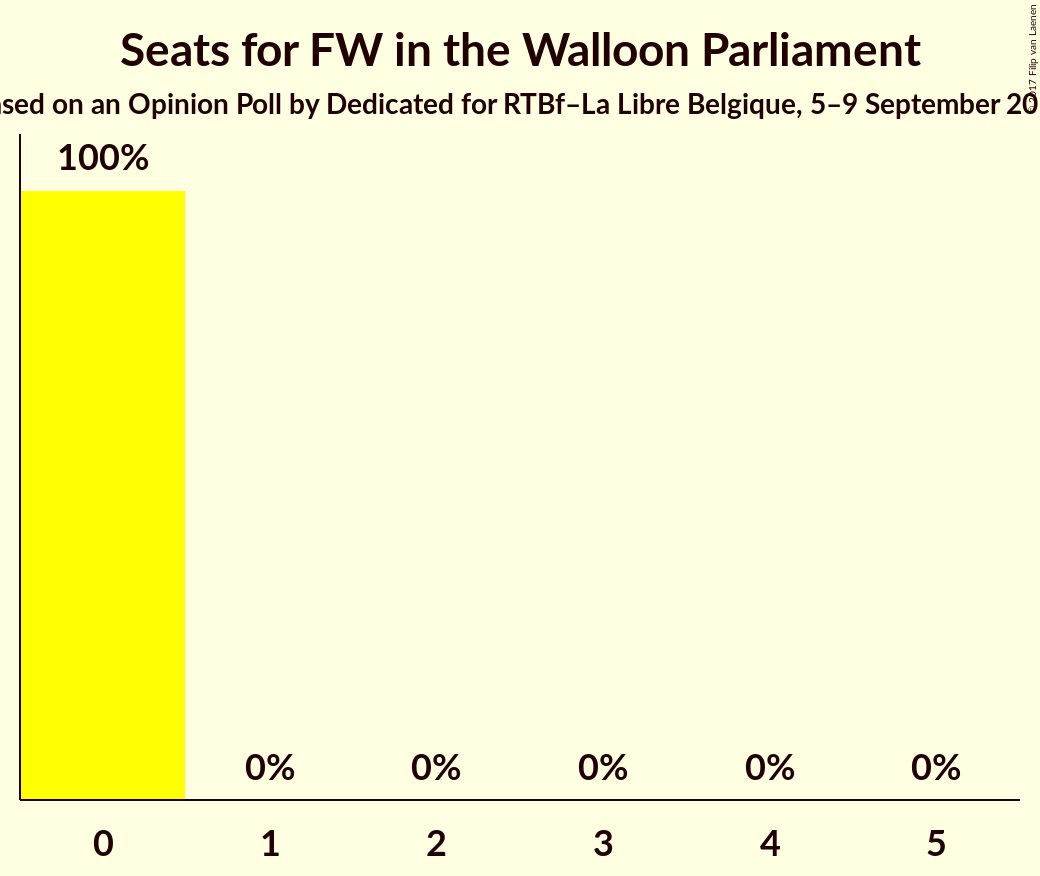 Seats for FW in the Walloon Parliament
ased on an Opinion Poll by Dedicated for RTBf–La Libre Belgique, 5–9 September 20
© 2017 Filip van Laenen
100%
0% 0% 0% 0% 0%
0 1 2 3 4 5